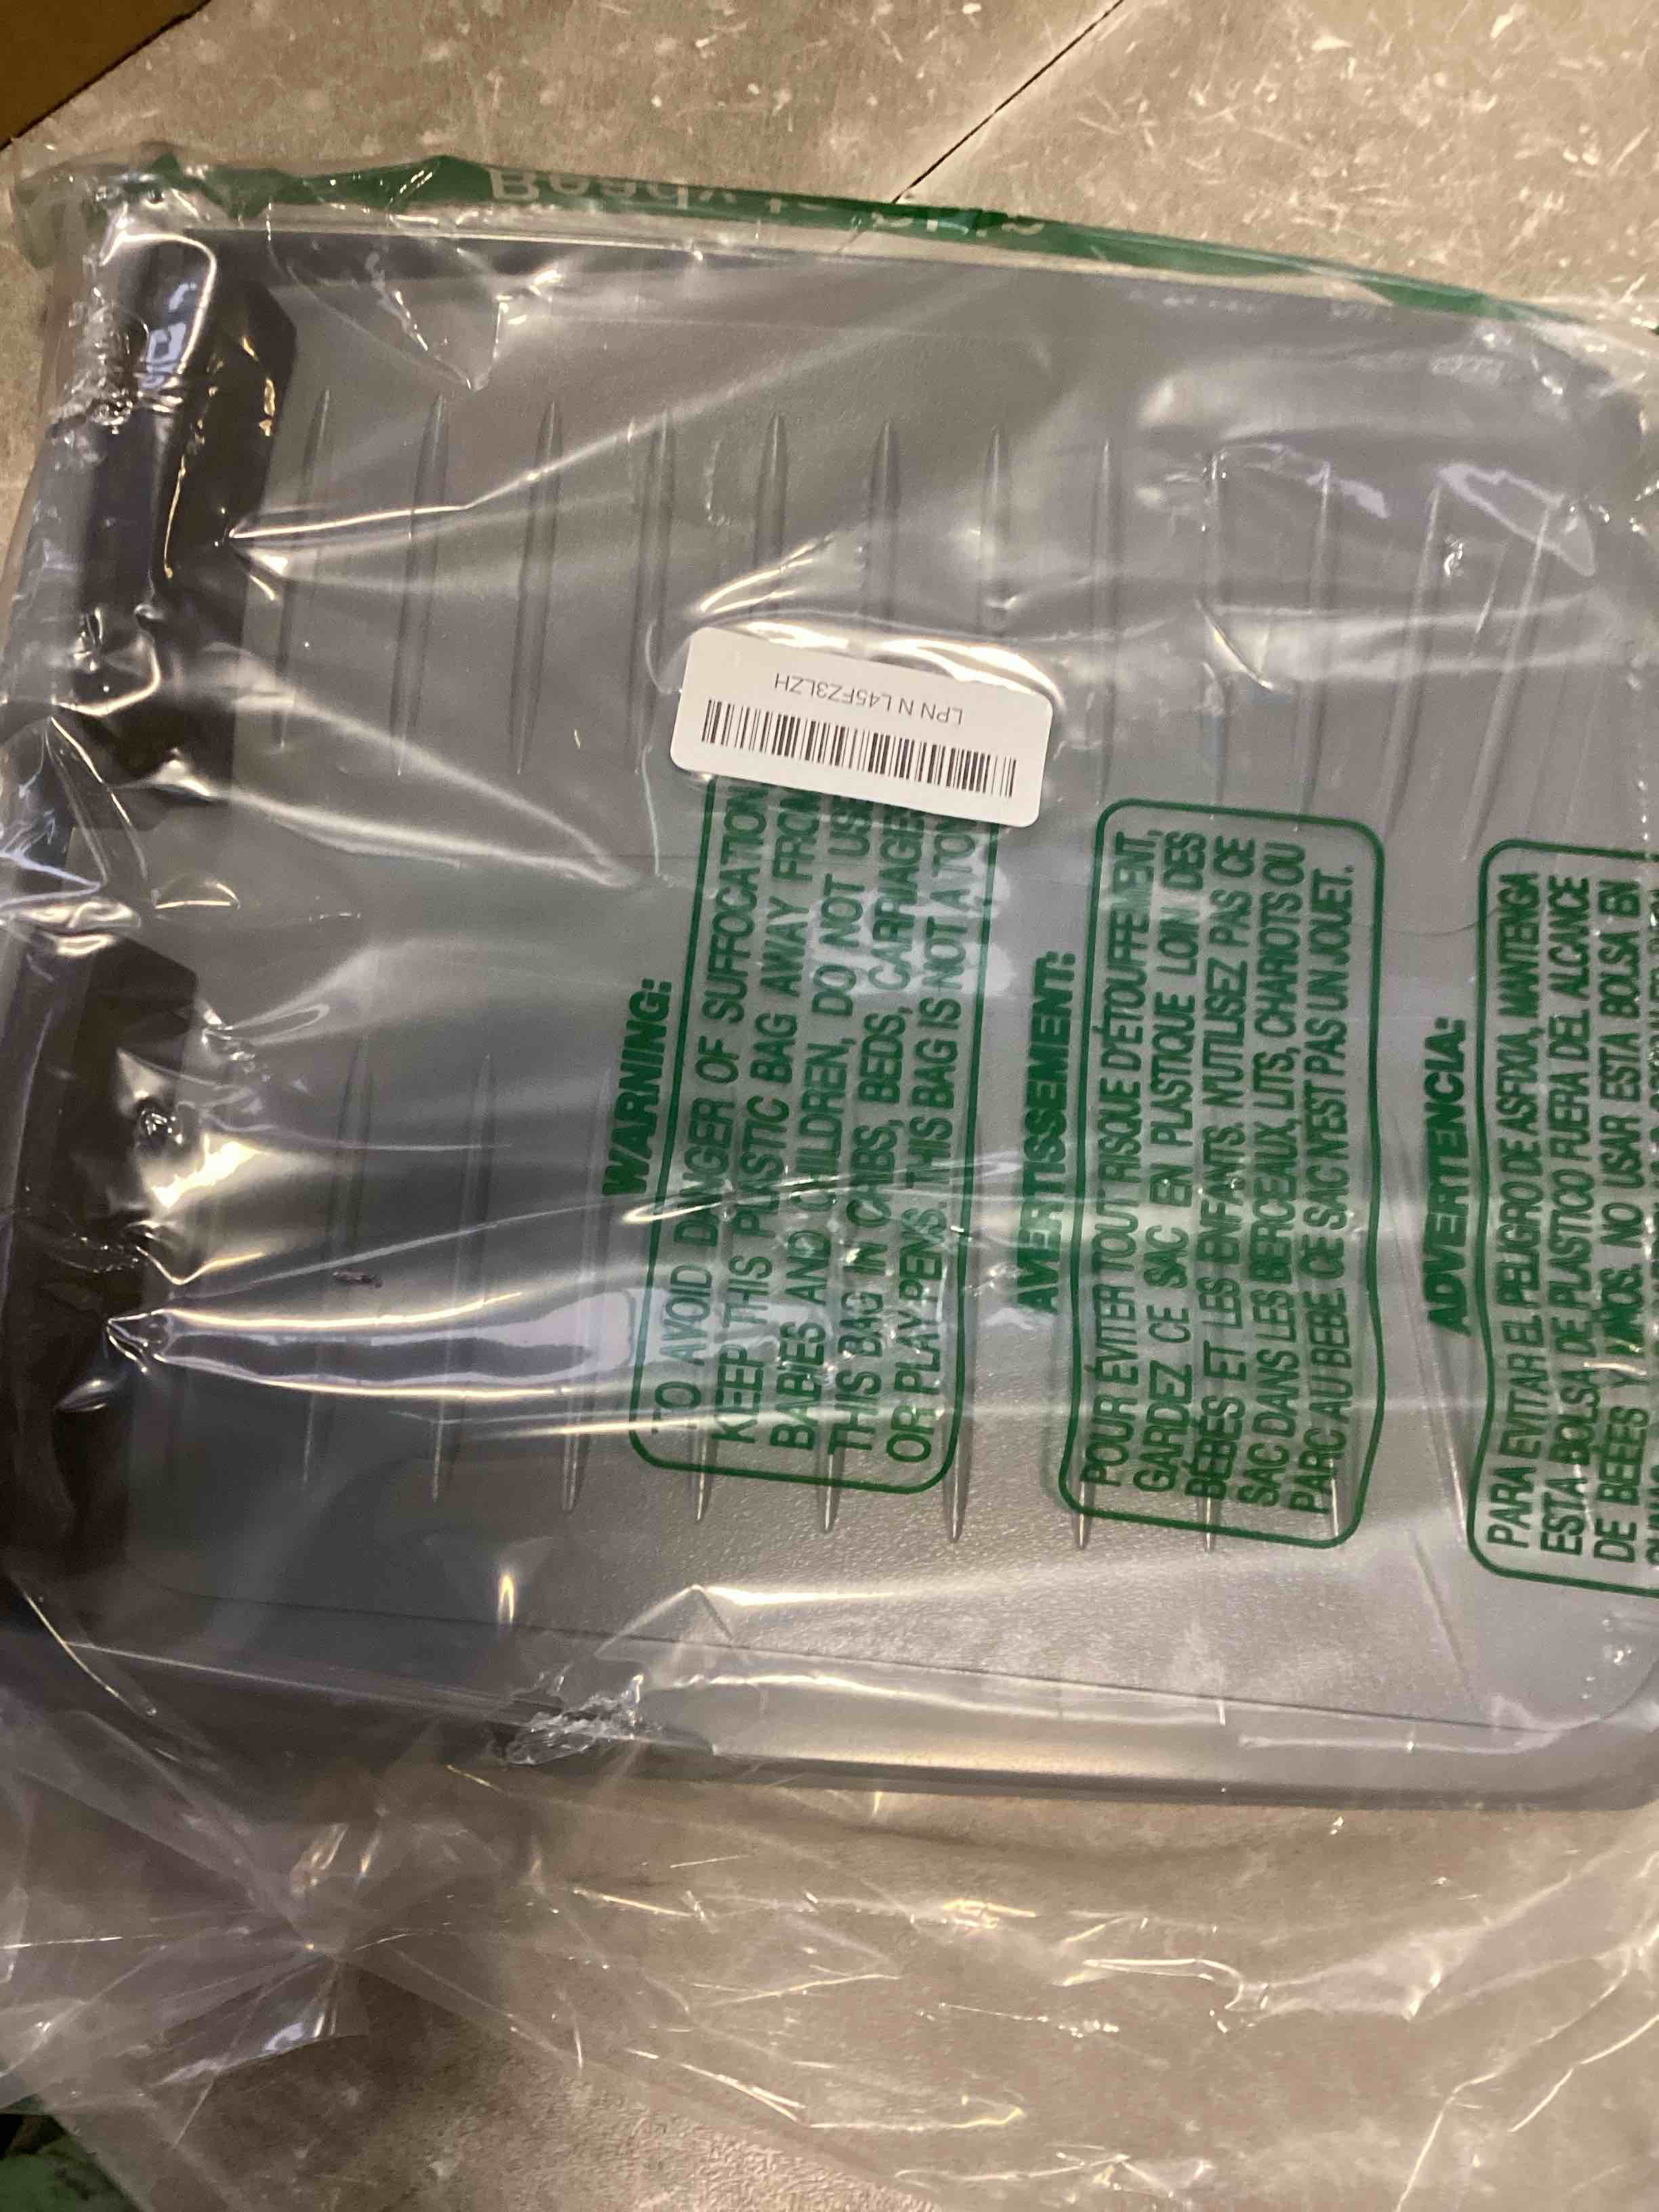 Recyclable
LPN N L45FZ3LZH
WARNING:
TO AVOID DANGER OF SUFFOCATION
KEEP THIS PLASTIC BAG AWAY FROM
BABIES AND CHILDREN, DO NOT USE
THIS BAG IN CRIBS, BEDS, CARRIAGES
OR PLAY PENS. THIS BAG IS NOT A TOY
AVERTISSEMENT:
POUR ÉVITER TOUT RISQUE D'ÉTOUFFEMENT,
GARDEZ CE SAC EN PLASTIQUE LOIN DES
BÉBÉS ET LES ENFANTS. N'UTILISEZ PAS CE
SAC DANS LES BERCEAUX, LITS, CHARIOTS OU
PARC AU BEBE. CE SAC N'EST PAS UN JOUET.
ADVERTENCIA:
PARA EVITAR EL PELIGRO DE ASFIXIA, MANTENGA
ESTA BOLSA DE PLASTICO FUERA DEL ALCANCE
DE BEÉES Y NIÑOS. NO USAR ESTA BOLSA EN